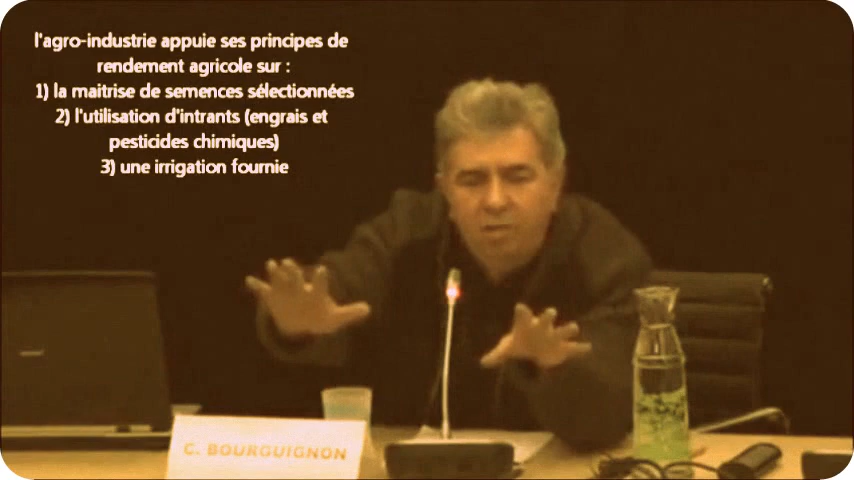 l'agro-industrie appuie ses principes de
rendement agricole sur :
1) la maitrise de semences sélectionnées
2) l'utilisation d'intrants (engrais et
pesticides chimiques)
3) une irrigation fournie
C. BOURGUIGNON